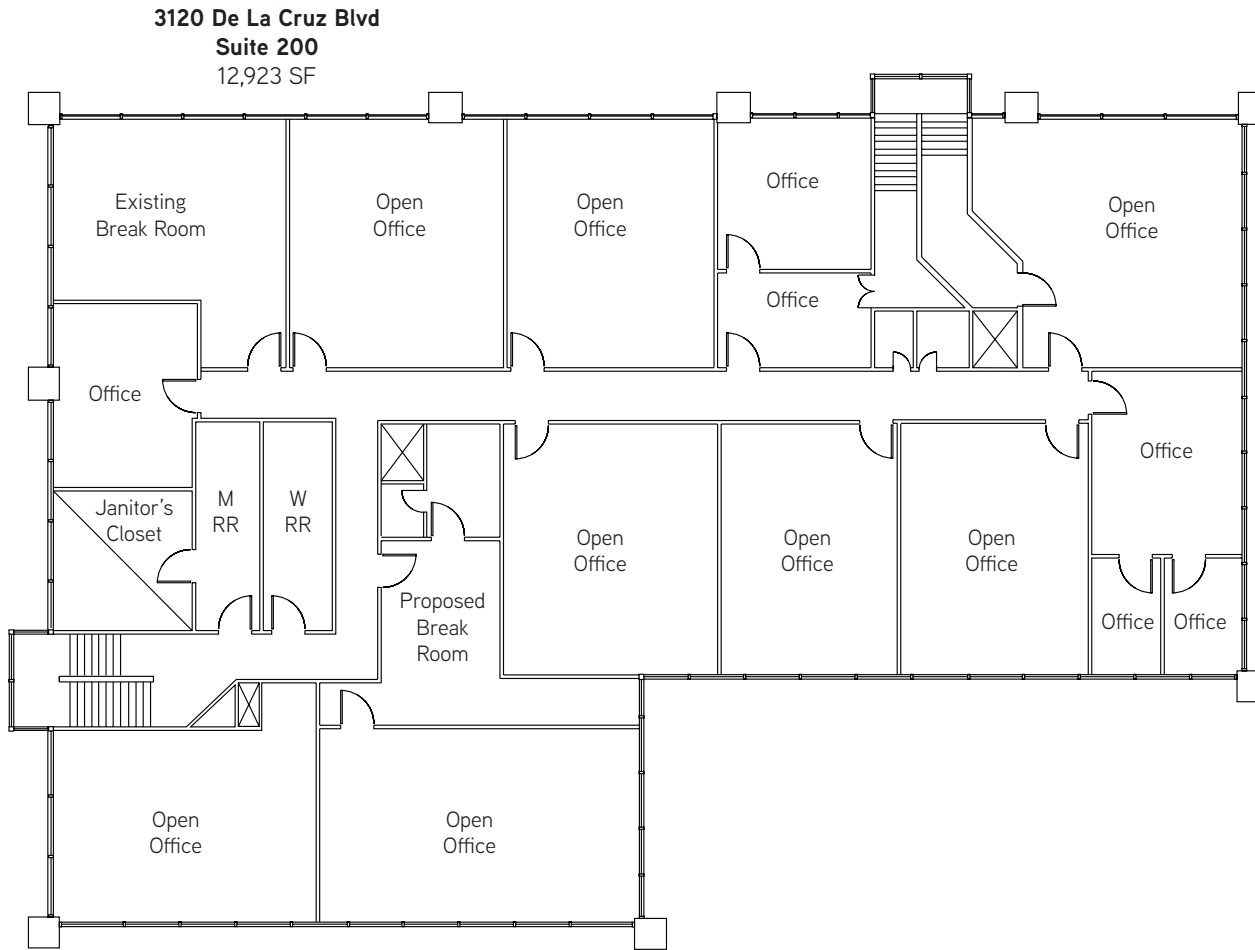 3120 De La Cruz Blvd
Suite 200
12,923 SF
Existing
Break Room
Open
Office
Open
Office
Office
Open
Office
Office
Office
Office
Janitor's
Closet
M
RR
W
RR
Open
Office
Open
Office
Open
Office
Proposed
Break
Room
Office
Office
Open
Office
Open
Office